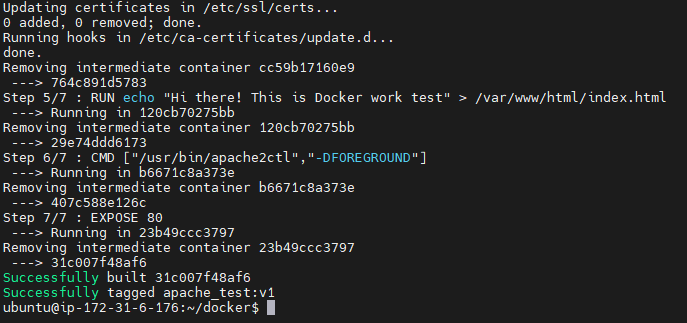 Updating certificates in /etc/ssl/certs...
0 added, 0 removed; done.
Running hooks in /etc/ca-certificates/update.d...
done.
Removing intermediate container cc59b17160e9
 ---> 764c891d5783
Step 5/7 : RUN echo "Hi there! This is Docker work test" > /var/www/html/index.html
 ---> Running in 120cb70275bb
Removing intermediate container 120cb70275bb
 ---> 29e74ddd6173
Step 6/7 : CMD ["/usr/bin/apache2ctl","-DFOREGROUND"]
 ---> Running in b6671c8a373e
Removing intermediate container b6671c8a373e
 ---> 407c588e126c
Step 7/7 : EXPOSE 80
 ---> Running in 23b49ccc3797
Removing intermediate container 23b49ccc3797
 ---> 31c007f48af6
Successfully built 31c007f48af6
Successfully tagged apache_test:v1
ubuntu@ip-172-31-6-176:~/docker$